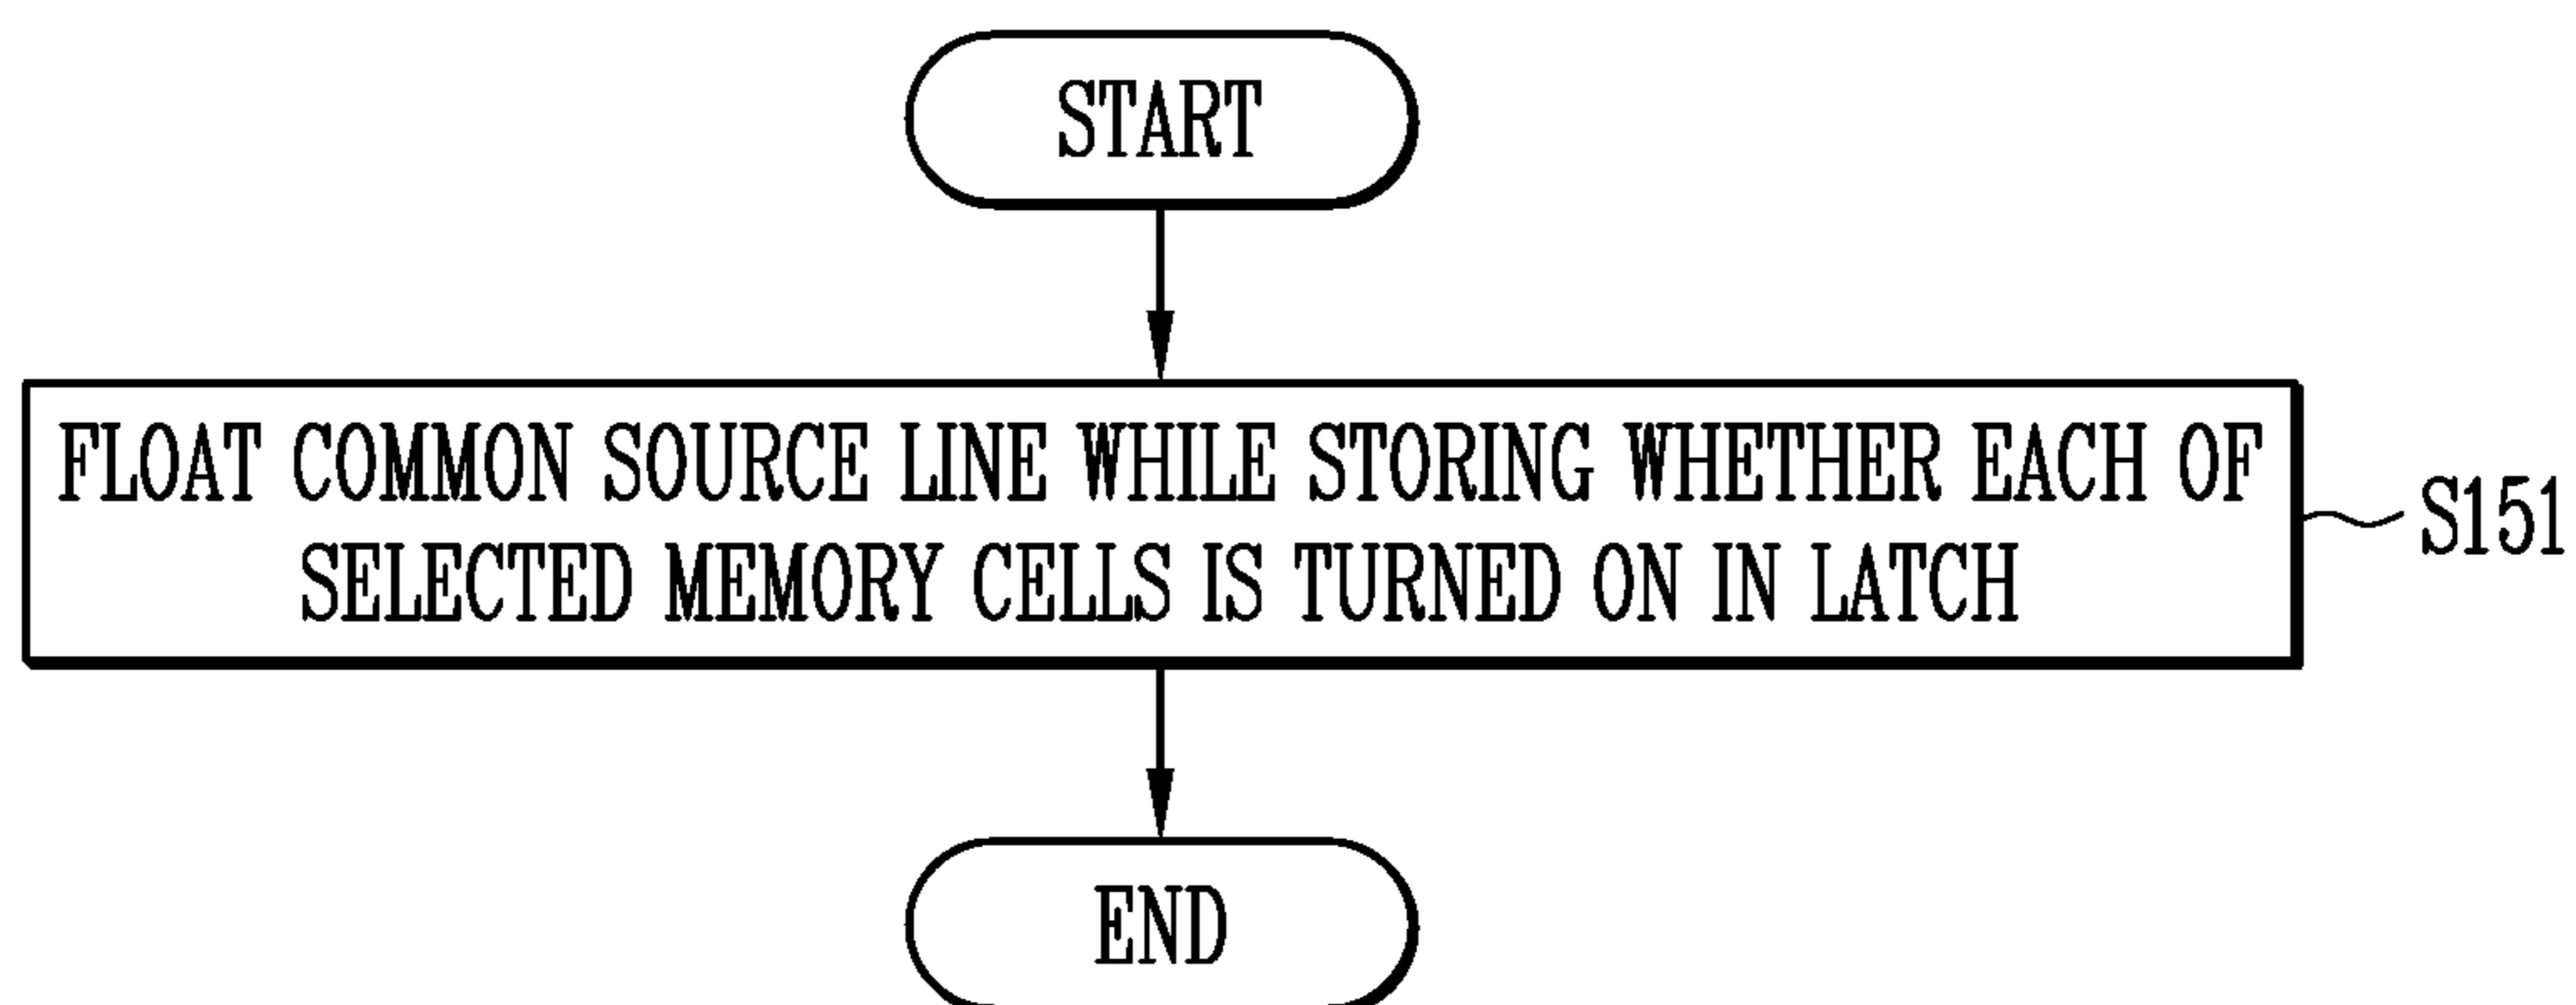 START
FLOAT COMMON SOURCE LINE WHILE STORING WHETHER EACH OF
SELECTED MEMORY CELLS IS TURNED ON IN LATCH
S151
END